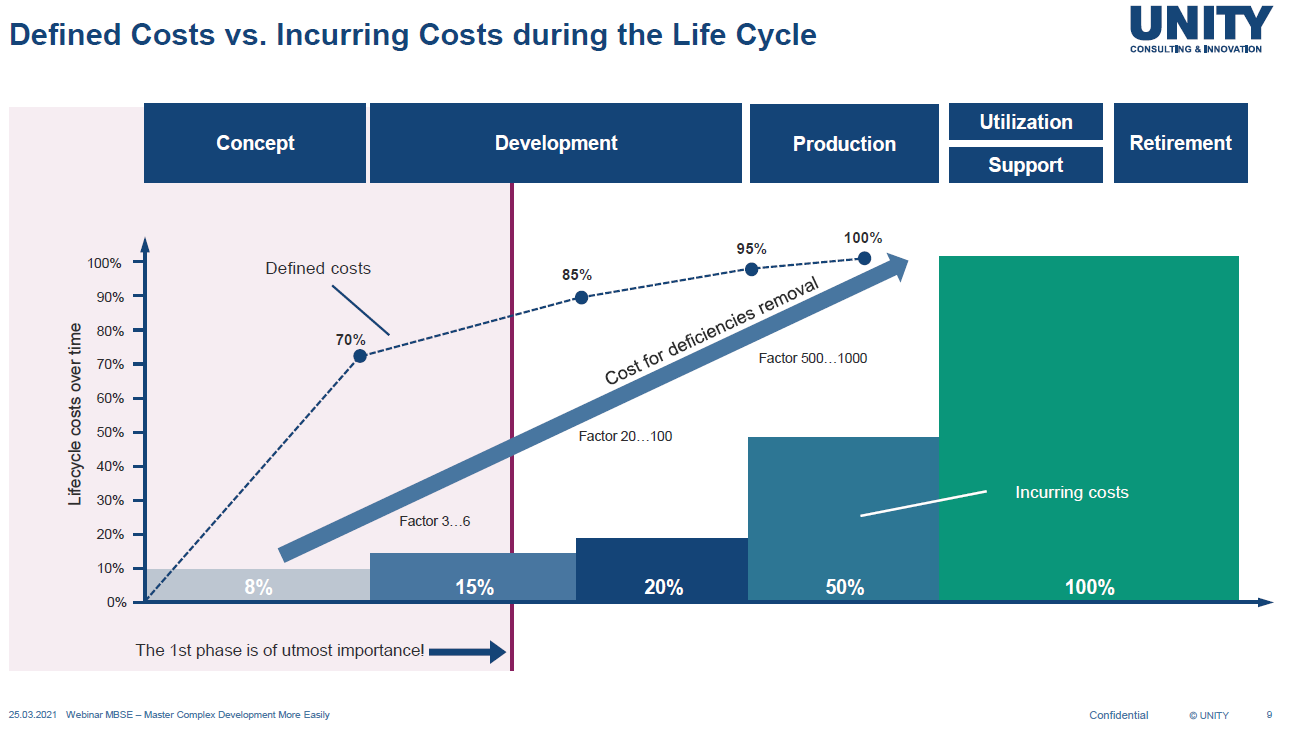 Defined Costs vs. Incurring Costs during the Life Cycle
UNITY
CONSULTING & INNOVATION
Concept
Development
Production
Utilization
Support
Retirement
Lifecycle costs over time
100%
90%
80%
70%
60%
50%
40%
30%
20%
10%
0%
Defined costs
70%
85%
95%
100%
Cost for deficiencies removal
Factor 3…6
Factor 20…100
Factor 500…1000
Incurring costs
8%
15%
20%
50%
100%
The 1st phase is of utmost importance!
25.03.2021 Webinar MBSE – Master Complex Development More Easily
Confidential
© UNITY
9